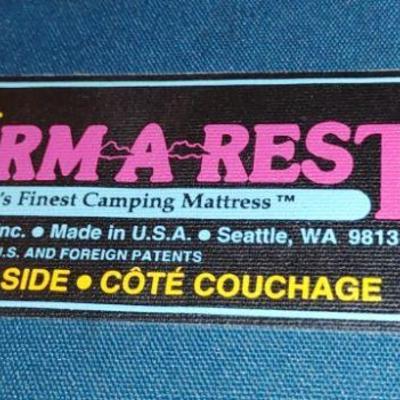 RM-A-REST
's Finest Camping Mattress™
nc. • Made in U.S.A. • Seattle, WA 9813
.S. AND FOREIGN PATENTS
SIDE • CÔTÉ COUCHAGE